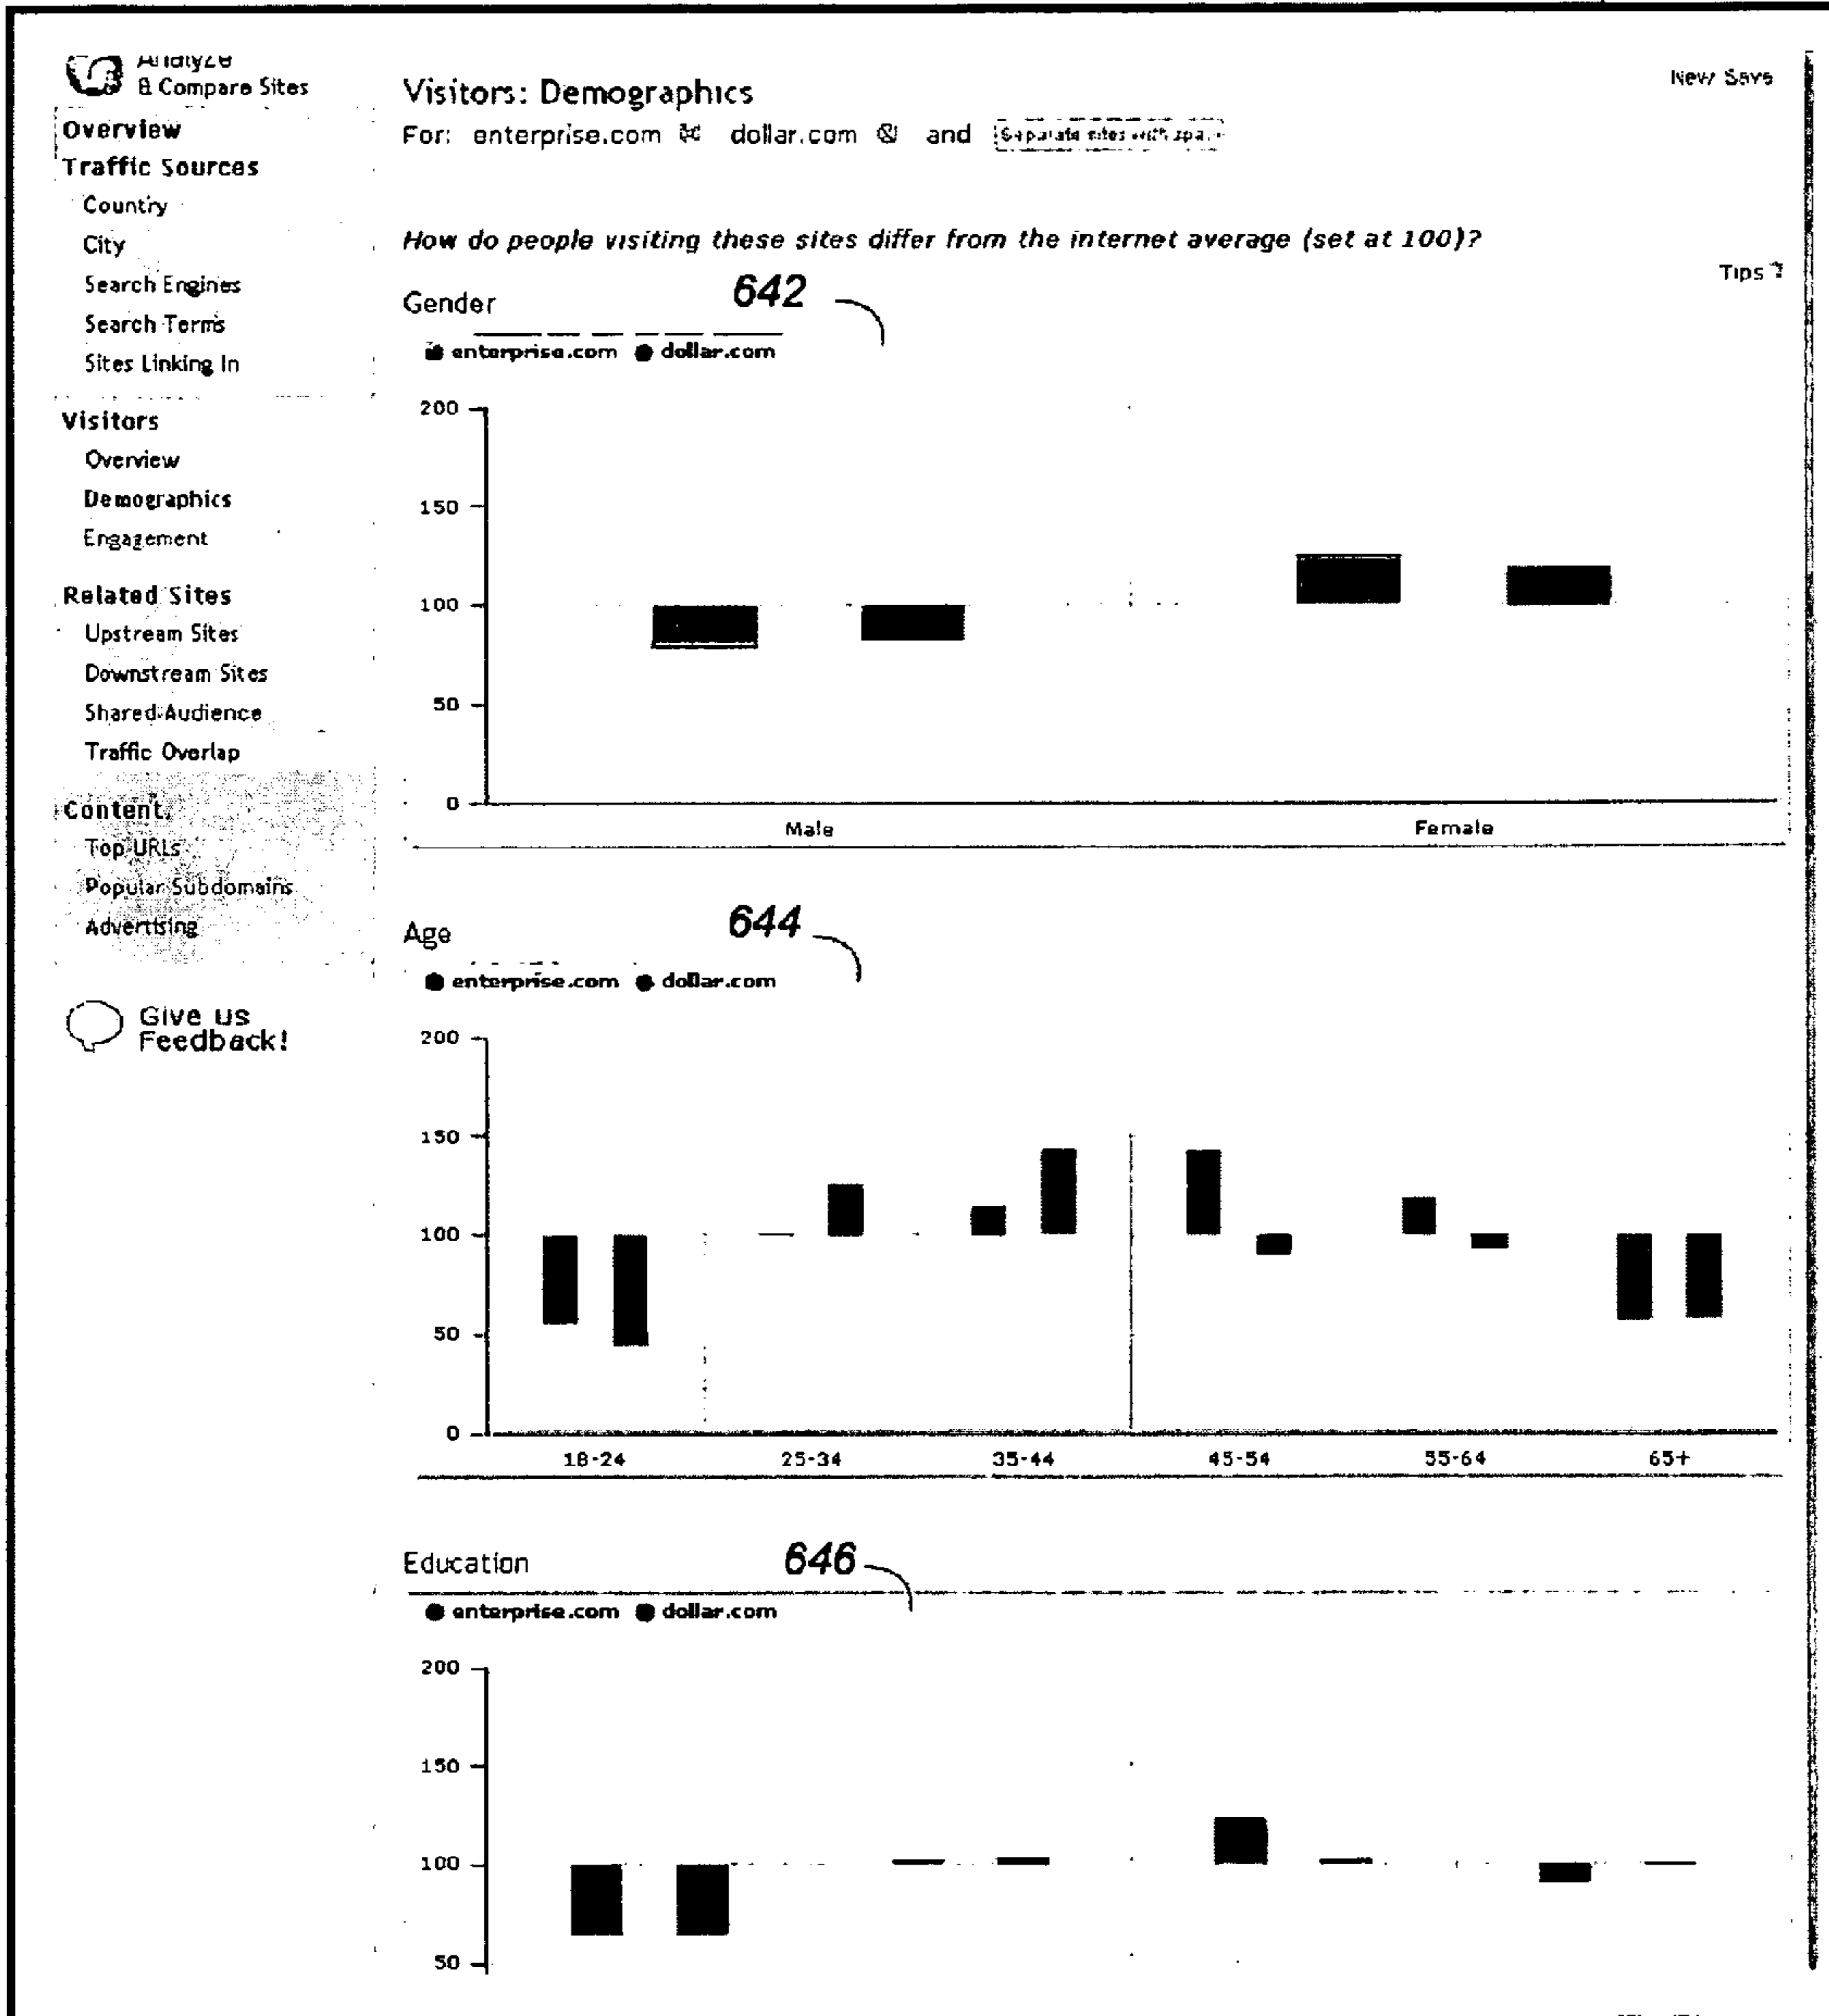 Analyze
& Compare Sites
Overview
Traffic Sources
Country
City
Search Engines
Search Terms
Sites Linking In
Visitors
Overview
Demographics
Engagement
Related Sites
Upstream Sites
Downstream Sites
Shared Audience
Traffic Overlap
Content
Top URLs
Popular Subdomains
Advertising
Give us
Feedback!
Visitors: Demographics
New Save
For: enterprise.com dollar.com and Separate sites with spa
How do people visiting these sites differ from the internet average (set at 100)?
Tips ?
Gender 642
enterprise.com dollar.com
200
150
100
50
0
Male Female
Age 644
enterprise.com dollar.com
200
150
100
50
0
18-24 25-34 35-44 45-54 55-64 65+
Education 646
enterprise.com dollar.com
200
150
100
50